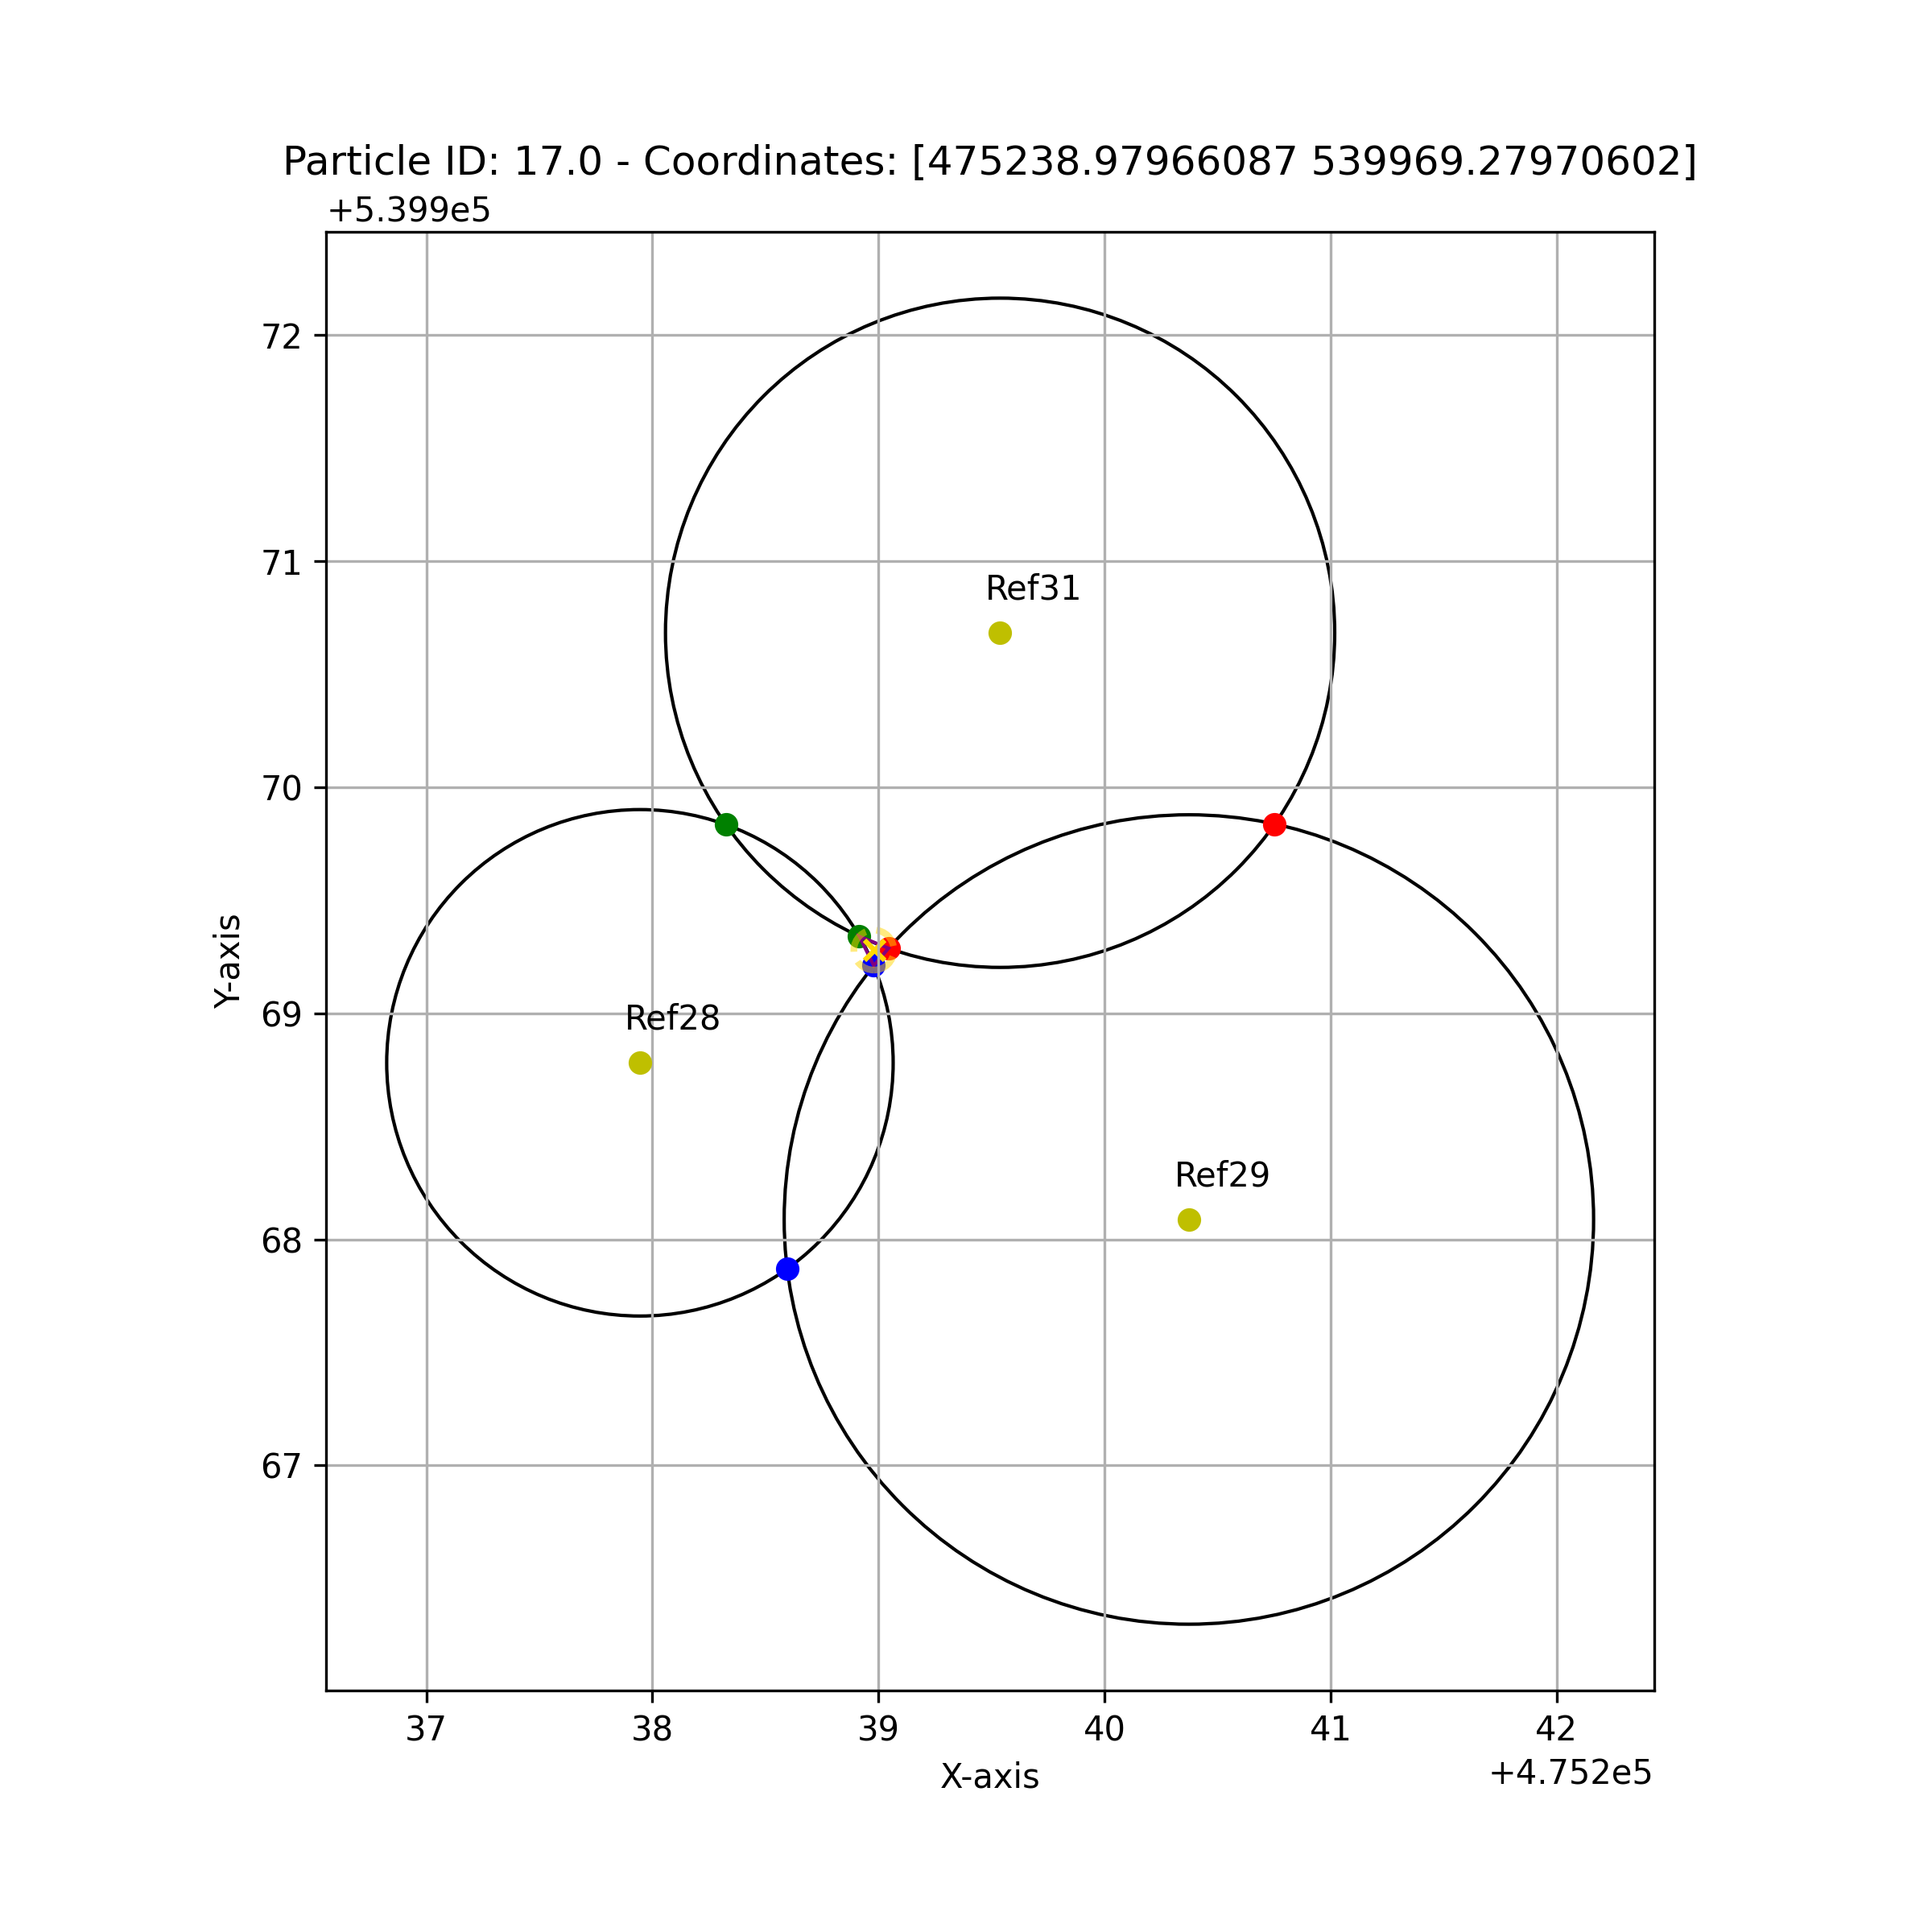 Particle ID: 17.0 - Coordinates: [475238.97966087 539969.27970602]
+5.399e5
72
71
Ref31
70
Y-axis
69
Ref28
Ref29
68
67
37 38 39 40 41 42
X-axis
+4.752e5